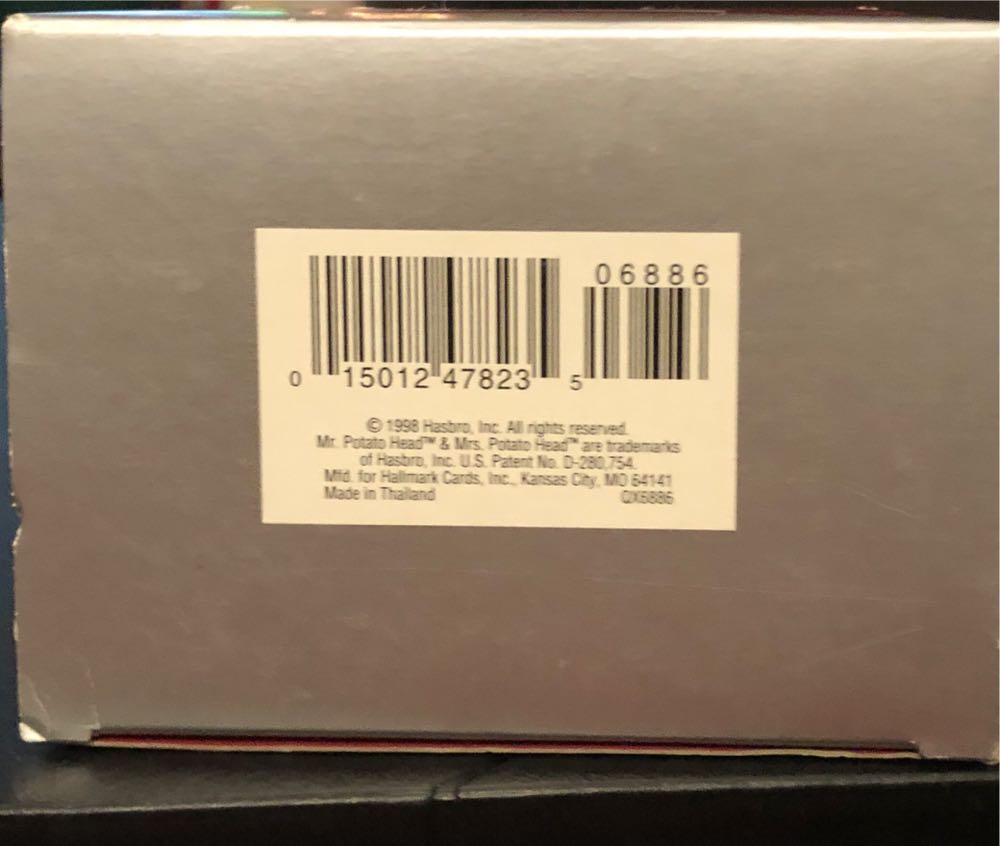 06886
0 15012 47823 5
© 1998 Hasbro, Inc. All rights reserved.
Mr. Potato Head™ & Mrs. Potato Head™ are trademarks
of Hasbro, Inc. U.S. Patent No. D-280,754.
Mfd. for Hallmark Cards, Inc., Kansas City, MO 64141
Made in Thailand QX6886